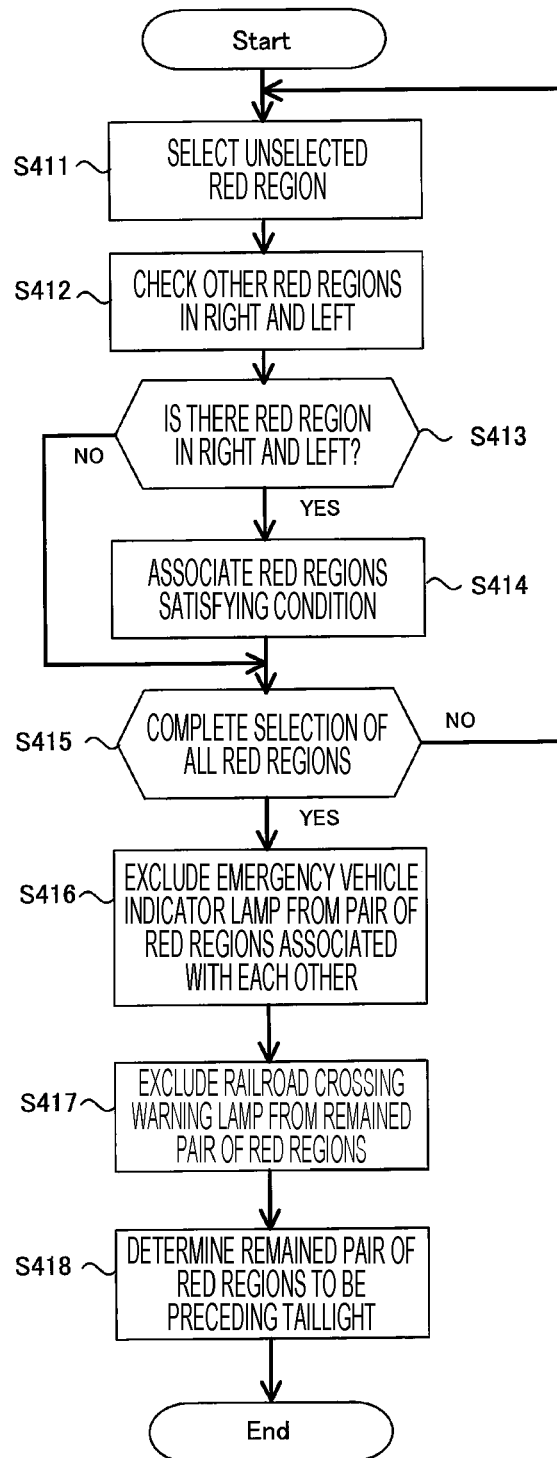 Start
S411
SELECT UNSELECTED
RED REGION
S412
CHECK OTHER RED REGIONS
IN RIGHT AND LEFT
IS THERE RED REGION
IN RIGHT AND LEFT?
S413
NO
YES
ASSOCIATE RED REGIONS
SATISFYING CONDITION
S414
S415
COMPLETE SELECTION OF
ALL RED REGIONS
NO
YES
S416
EXCLUDE EMERGENCY VEHICLE
INDICATOR LAMP FROM PAIR OF
RED REGIONS ASSOCIATED
WITH EACH OTHER
S417
EXCLUDE RAILROAD CROSSING
WARNING LAMP FROM REMAINED
PAIR OF RED REGIONS
S418
DETERMINE REMAINED PAIR OF
RED REGIONS TO BE
PRECEDING TAILLIGHT
End